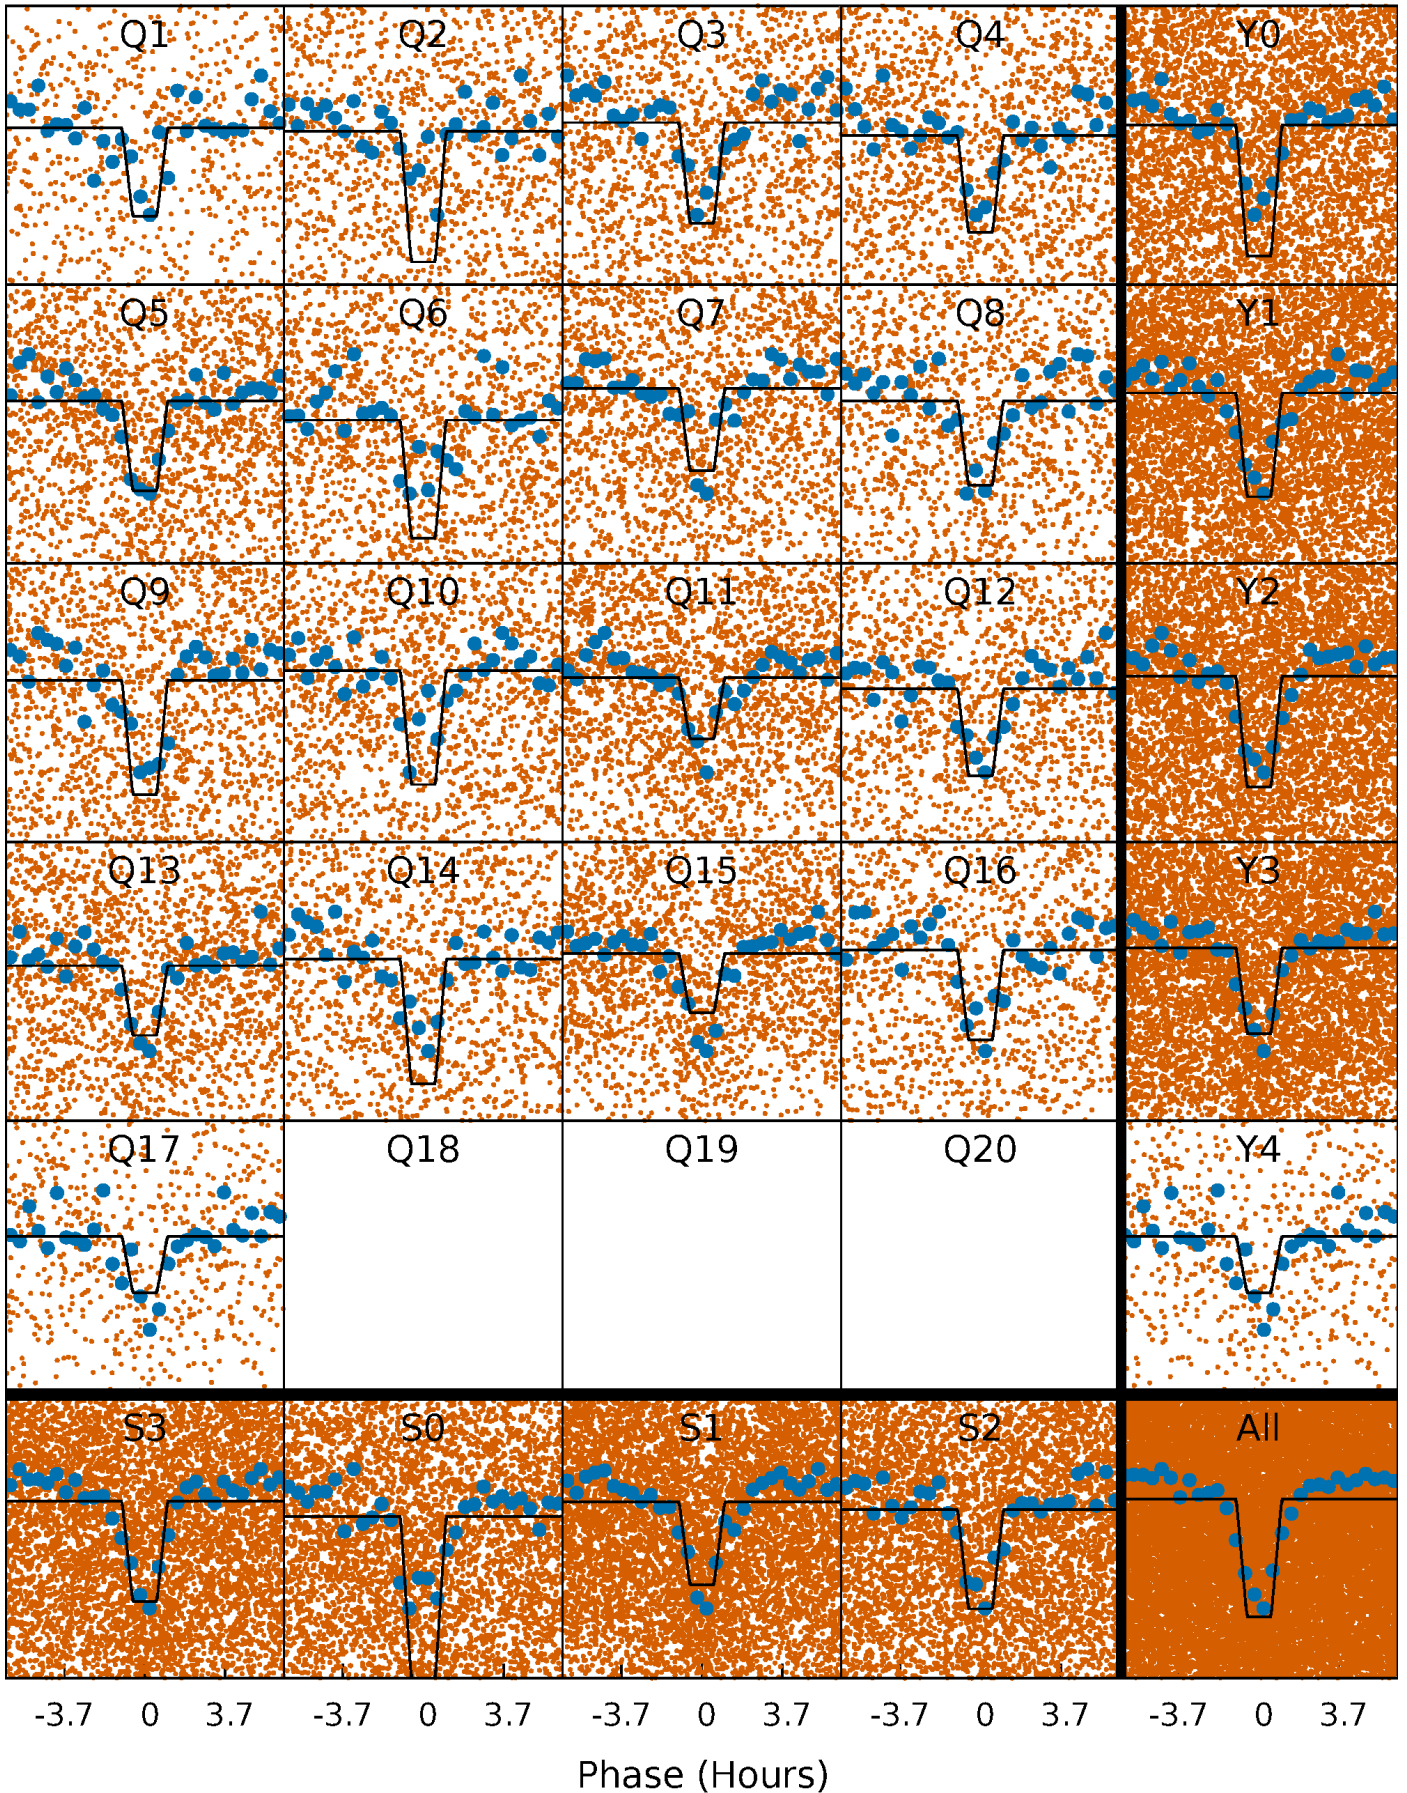 Q1 Q2 Q3 Q4 Y0
Q5 Q6 Q7 Q8 Y1
Q9 Q10 Q11 Q12 Y2
Q13 Q14 Q15 Q16 Y3
Q17 Q18 Q19 Q20 Y4
S3 S0 S1 S2 All
-3.7 0 3.7 -3.7 0 3.7 -3.7 0 3.7 -3.7 0 3.7 -3.7 0 3.7
Phase (Hours)